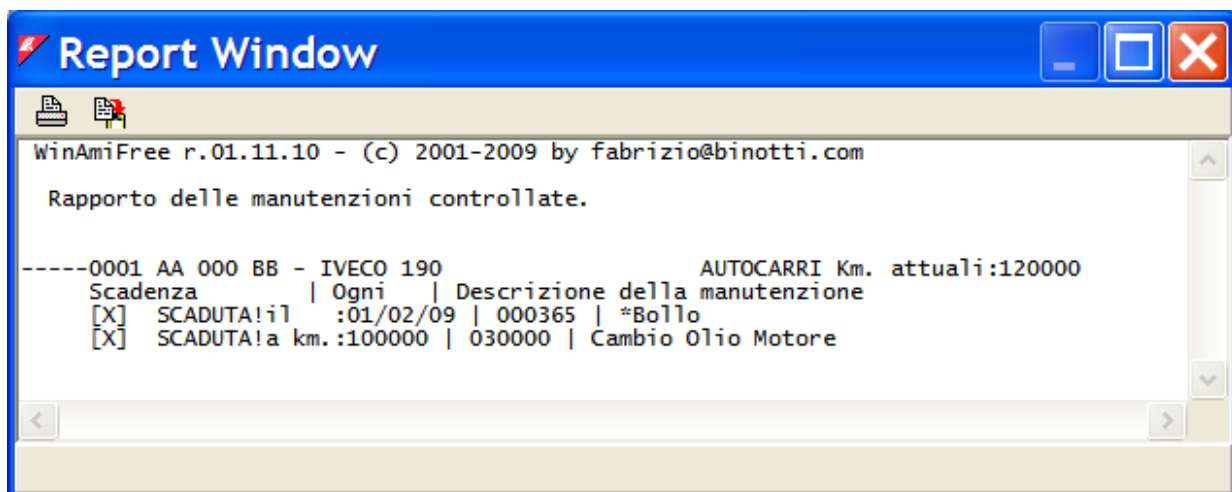 Report Window
WinAmiFree r.01.11.10 - (c) 2001-2009 by fabrizio@binotti.com
Rapporto delle manutenzioni controllate.
-----0001 AA 000 BB - IVECO 190 AUTOCARRI Km. attuali:120000
Scadenza | Ogni | Descrizione della manutenzione
[X] SCADUTA!il :01/02/09 | 000365 | *Bollo
[X] SCADUTA!a km.:100000 | 030000 | Cambio Olio Motore